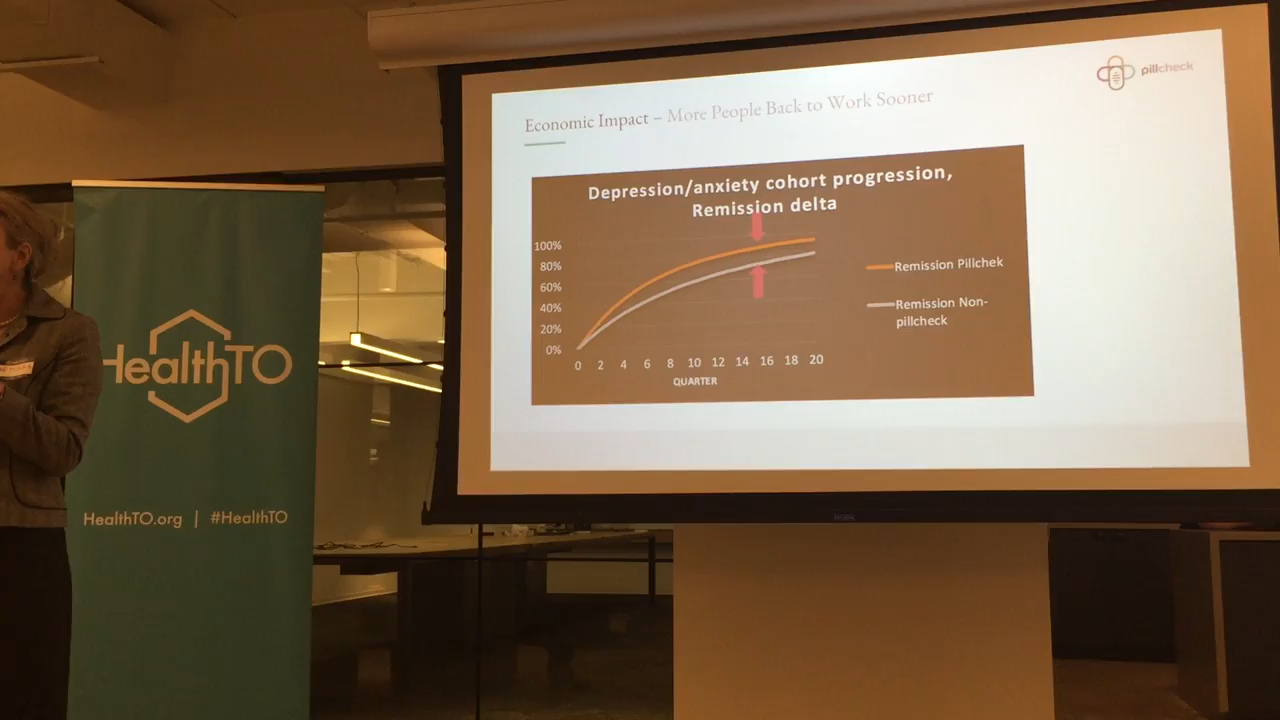 pillcheck
Economic Impact – More People Back to Work Sooner
Depression/anxiety cohort progression,
Remission delta
100%
80%
60%
40%
20%
0%
0 2 4 6 8 10 12 14 16 18 20
QUARTER
Remission Pillchek
Remission Non-
pillcheck
HealthTO
HealthTO.org | #HealthTO